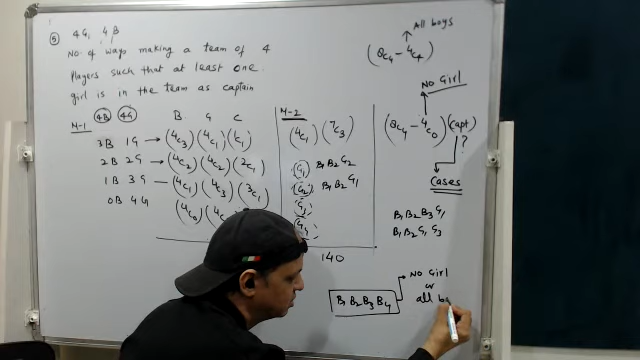 ⑤ 4G, 4B
No. of ways making a team of 4
Players such that at least one
girl is in the team as captain
M-1 4B 4G B G C
3B 1G → (4C3) (4C1) (1C1)
2B 2G → (4C2) (4C2) (2C1)
1B 3G — (4C1) (4C3) (3C1)
0B 4G (4C0) (4C
M-2
(4C1) (7C3)
G1 B1 B2 G2
G2 B1 B2 G1
G3
G4
140
All boys
(8C4 - 4C4)
No Girl
(8C4 - 4C0) (Capt)
?
Cases
B1 B2 B3 G1
B1 B2 G1 G3
B1 B2 B3 B4
No Girl
or
all bo